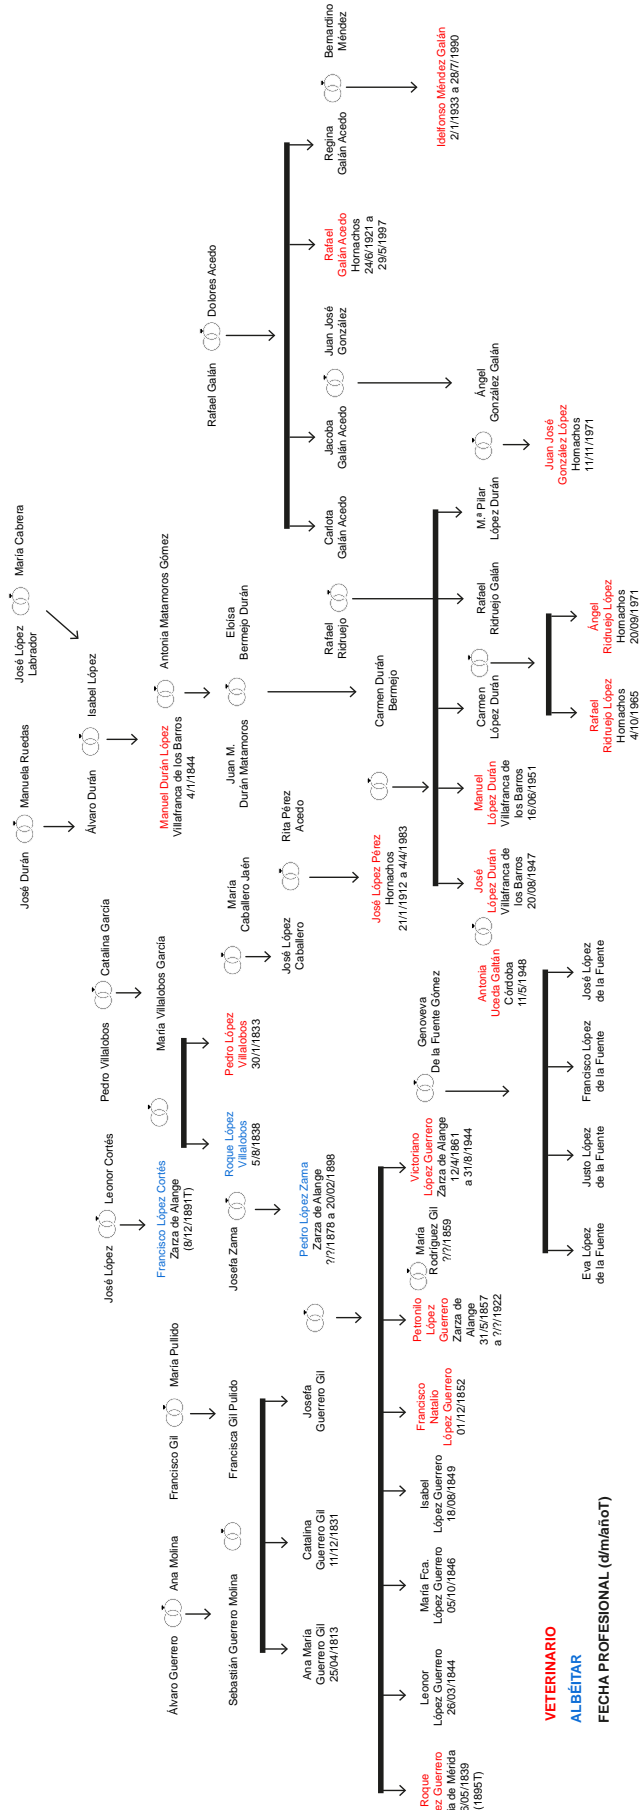 José López
Labrador
María Cabrera
José Durán
Manuela Ruedas
Álvaro Durán
Isabel López
Manuel Durán López
Villafranca de los Barros
4/1/1844
Antonia Matamoros Gómez
Juan M.
Durán Matamoros
Eloísa
Bermejo Durán
Carmen Durán
Bermejo
Rafael Galán
Dolores Acedo
Carlota
Galán Acedo
Jacoba
Galán Acedo
Juan José
González
Rafael
Galán Acedo
Hornachos
24/6/1921 a
29/5/1997
Regina
Galán Acedo
Bernardino
Méndez
Idelfonso Méndez Galán
2/1/1933 a 28/7/1990
Rafael
Ridruejo
Ángel
González Galán
José López
Leonor Cortés
Pedro Villalobos
Catalina García
Francisco López Cortés
Zarza de Alange
(8/12/1891T)
María Villalobos García
Roque López
Villalobos
5/8/1838
Pedro López
Villalobos
30/1/1833
María
Caballero Jaén
José López
Caballero
Rita Pérez
Acedo
José López Pérez
Hornachos
21/1/1912 a 4/4/1983
José
López Durán
Villafranca de
los Barros
20/08/1947
Manuel
López Durán
Villafranca de
los Barros
16/06/1951
Carmen
López Durán
Rafael
Ridruejo Galán
M.ª Pilar
López Durán
Antonia
Uceda Galtán
Córdoba
11/5/1948
Rafael
Ridruejo López
Hornachos
4/10/1965
Ángel
Ridruejo López
Hornachos
20/09/1971
Juan José
González López
Hornachos
11/11/1971
Álvaro Guerrero
Ana Molina
Francisco Gil
María Pulido
Sebastián Guerrero Molina
Francisca Gil Pulido
Josefa Zama
Pedro López Zama
Zarza de Alange
?/?/1878 a 20/02/1898
Ana María
Guerrero Gil
25/04/1813
Catalina
Guerrero Gil
11/12/1831
Josefa
Guerrero Gil
Roque
ez Guerrero
ia de Mérida
6/05/1839
(1895T)
Leonor
López Guerrero
26/03/1844
María Fca.
López Guerrero
05/10/1846
Isabel
López Guerrero
18/08/1849
Francisco
Natalio
López Guerrero
01/12/1852
Petronilo
López
Guerrero
Zarza de
Alange
31/5/1857
a ?/?/1922
María
Rodríguez Gil
?/?/1859
Victoriano
López Guerrero
Zarza de Alange
12/4/1861
a 31/8/1944
Genoveva
De la Fuente Gómez
Eva López
de la Fuente
Justo López
de la Fuente
Francisco López
de la Fuente
José López
de la Fuente
VETERINARIO
ALBÉITAR
FECHA PROFESIONAL (d/m/añoT)